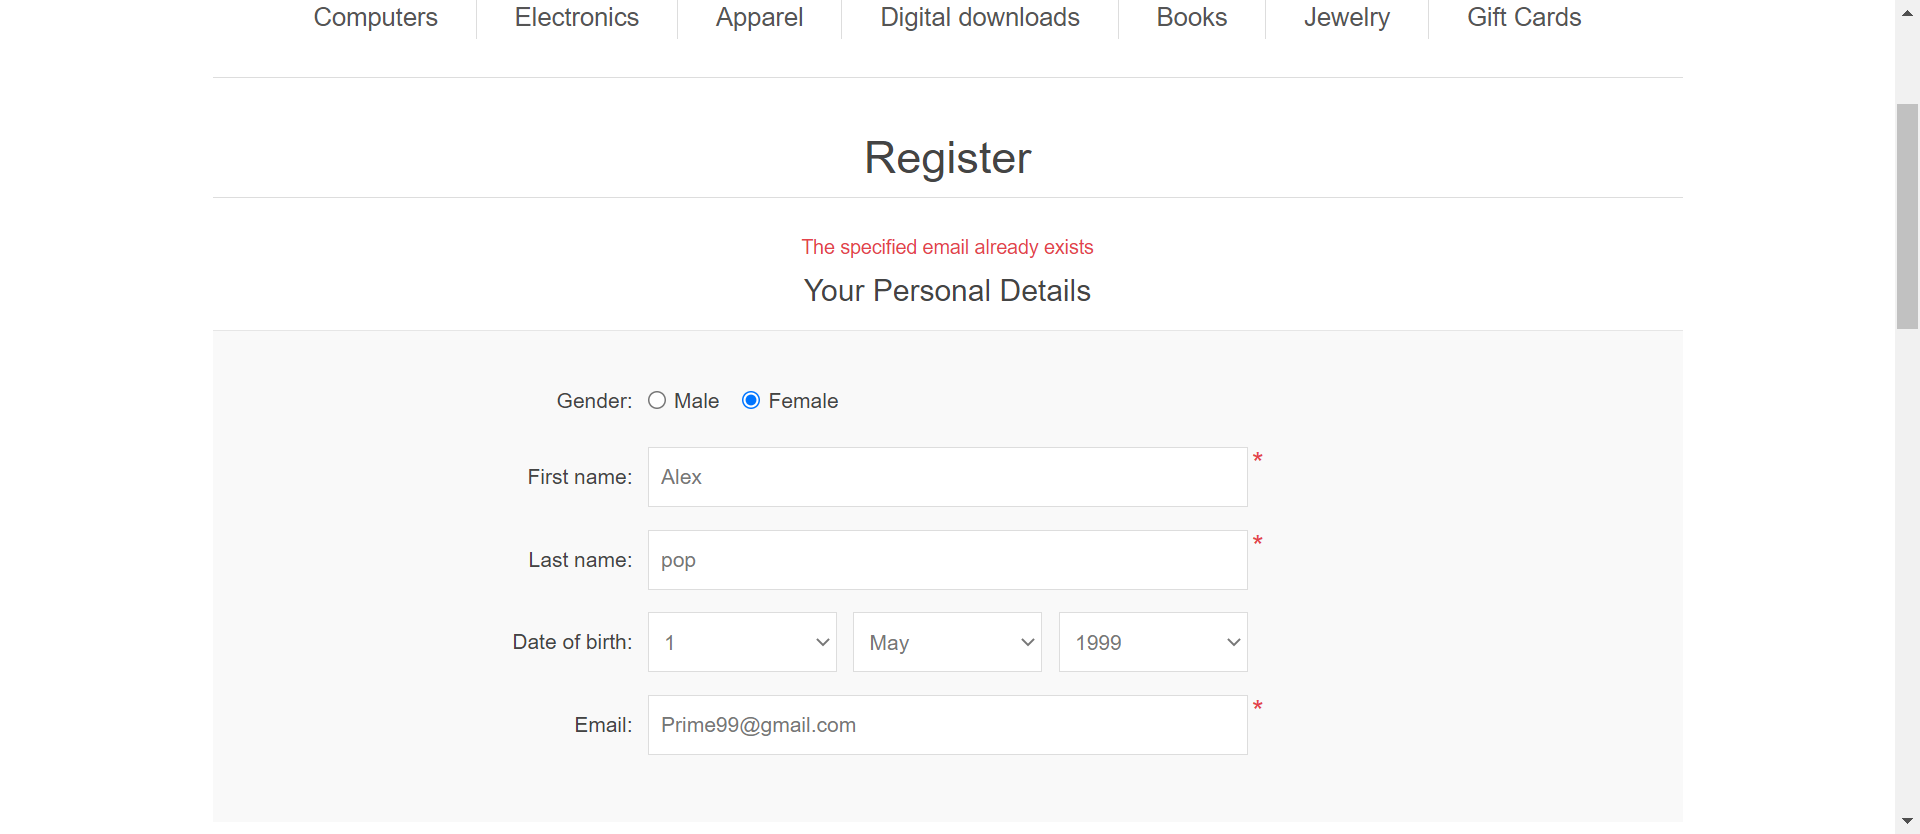 Computers Electronics Apparel Digital downloads Books Jewelry Gift Cards
Register
The specified email already exists
Your Personal Details
Gender: Male Female
First name: Alex *
Last name: pop *
Date of birth: 1 May 1999
Email: Prime99@gmail.com *